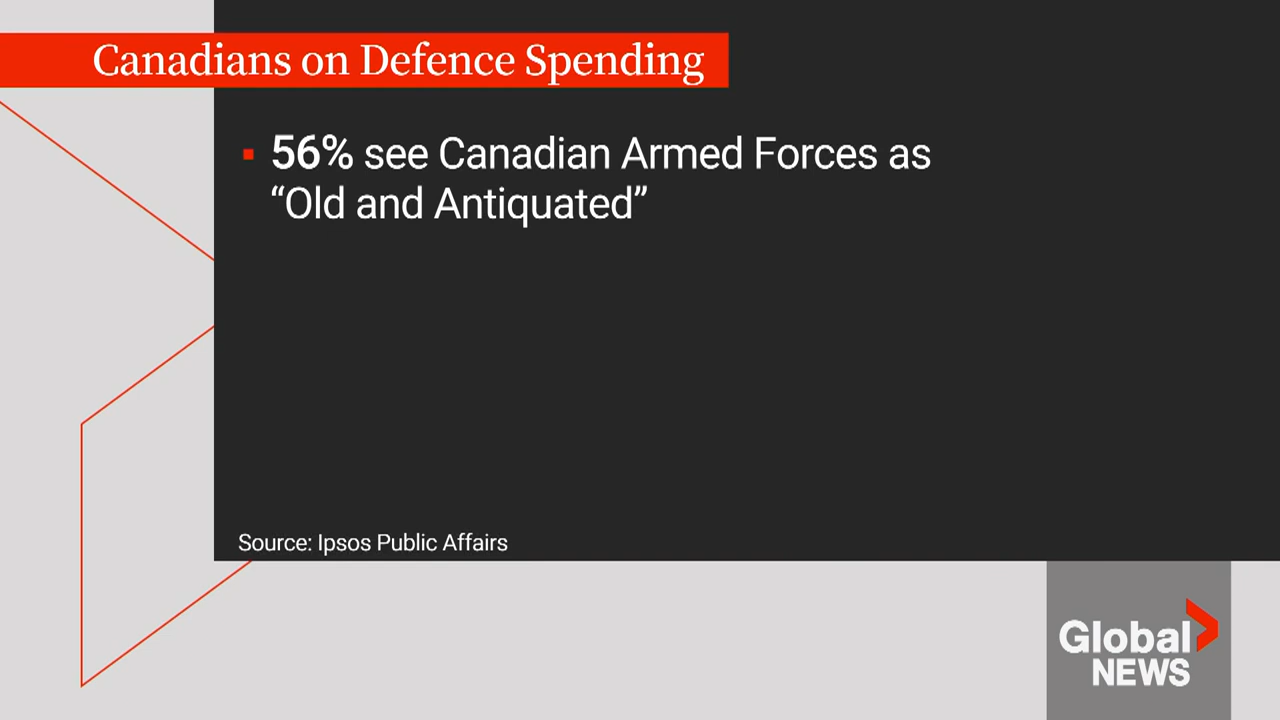 Canadians on Defence Spending
▪ 56% see Canadian Armed Forces as
“Old and Antiquated”
Source: Ipsos Public Affairs
Global
NEWS